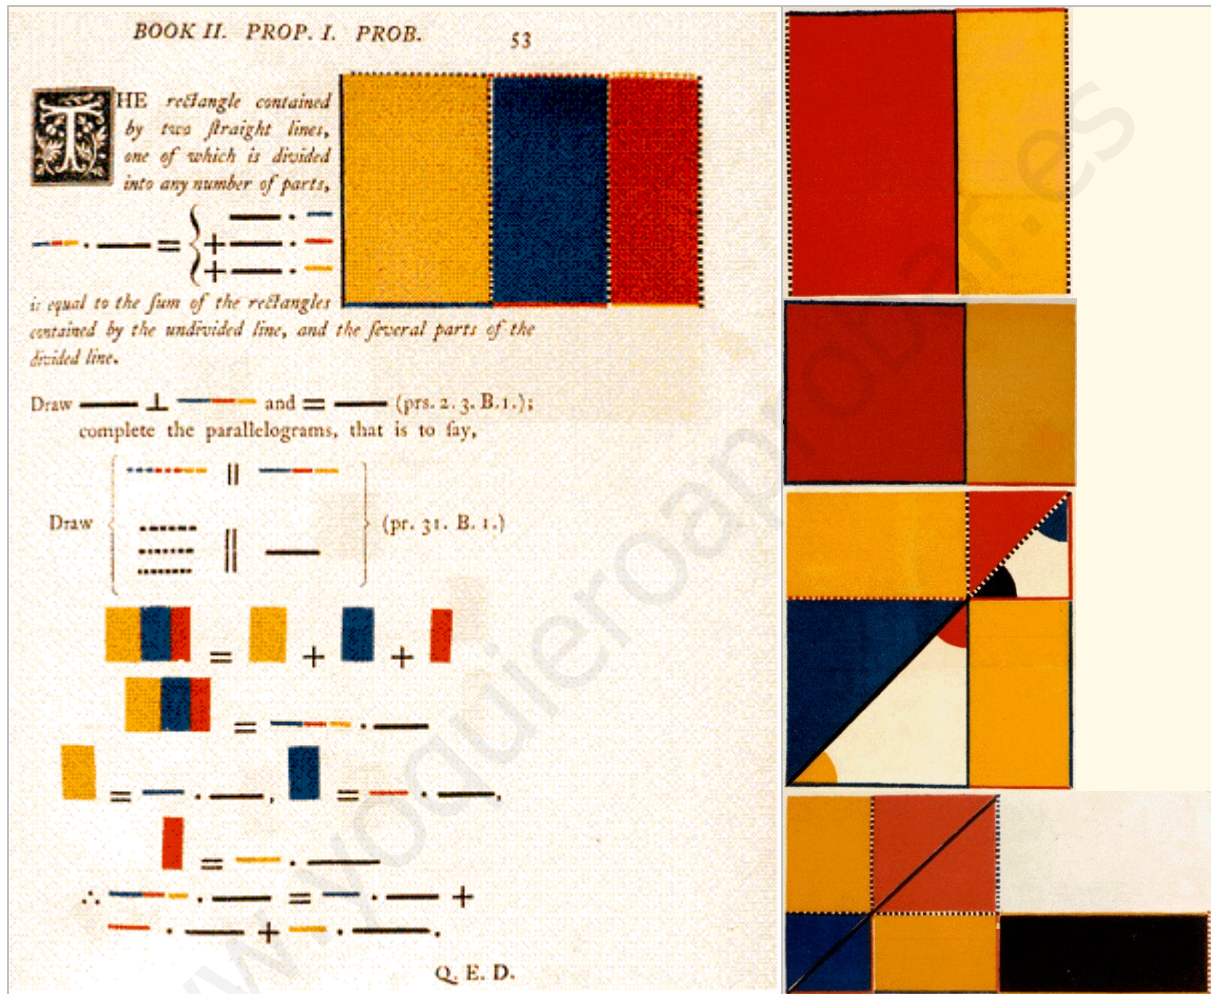 BOOK II. PROP. I. PROB.
53
THE rectangle contained
by two ſtraight lines,
one of which is divided
into any number of parts,
· = { · + · + ·
is equal to the ſum of the rectangles
contained by the undivided line, and the ſeveral parts of the
divided line.
Draw ⊥ and = (prs. 2. 3. B.1.);
complete the parallelograms, that is to ſay,
Draw { || || } (pr. 31. B. 1.)
= + +
= ·
= · , = · .
= ·
∴ · = · +
· + · .
Q. E. D.
www.yoquieroaprobar.es